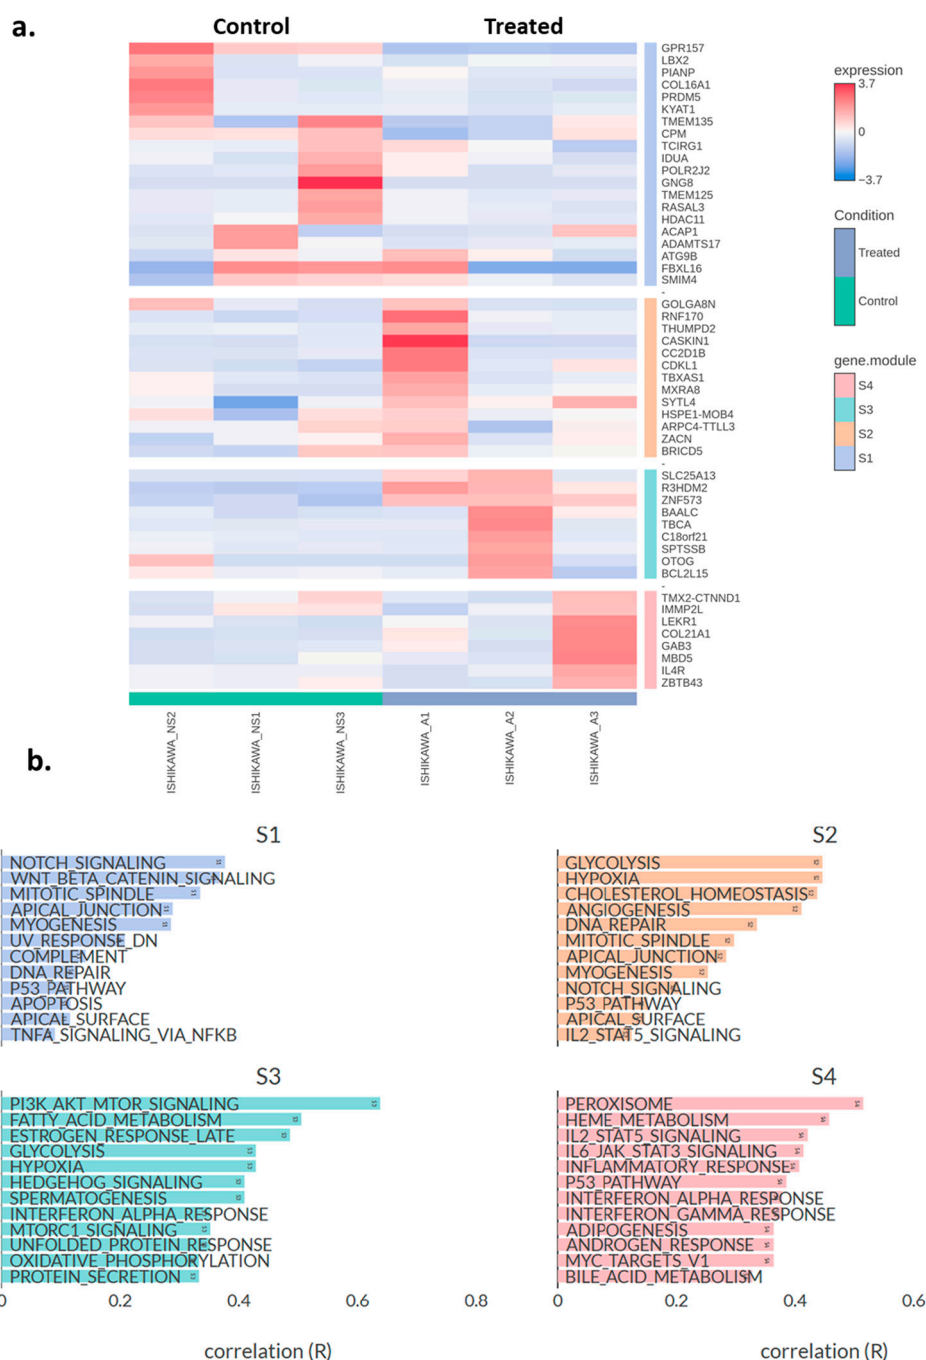 a.
Control
Treated
GPR157
LBX2
PIANP
COL16A1
PRDM5
KYAT1
TMEM135
CPM
TCIRG1
IDUA
POLR2J2
GNG8
TMEM125
RASAL3
HDAC11
ACAP1
ADAMTS17
ATG9B
FBXL16
SMIM4
-
GOLGA8N
RNF170
THUMPD2
CASKIN1
CC2D1B
CDKL1
TBXAS1
MXRA8
SYTL4
HSPE1-MOB4
ARPC4-TTLL3
ZACN
BRICD5
-
SLC25A13
R3HDM2
ZNF573
BAALC
TBCA
C18orf21
SPTSSB
OTOG
BCL2L15
-
TMX2-CTNND1
IMMP2L
LEKR1
COL21A1
GAB3
MBD5
IL4R
ZBTB43
ISHIKAWA_NS2
ISHIKAWA_NS1
ISHIKAWA_NS3
ISHIKAWA_A1
ISHIKAWA_A2
ISHIKAWA_A3
expression
3.7
0
−3.7
Condition
Treated
Control
gene.module
S4
S3
S2
S1
b.
S1
NOTCH_SIGNALING
WNT_BETA_CATENIN_SIGNALING
MITOTIC_SPINDLE
APICAL_JUNCTION
MYOGENESIS
UV_RESPONSE_DN
COMPLEMENT
DNA_REPAIR
P53_PATHWAY
APOPTOSIS
APICAL_SURFACE
TNFA_SIGNALING_VIA_NFKB
S2
GLYCOLYSIS
HYPOXIA
CHOLESTEROL_HOMEOSTASIS
ANGIOGENESIS
DNA_REPAIR
MITOTIC_SPINDLE
APICAL_JUNCTION
MYOGENESIS
NOTCH_SIGNALING
P53_PATHWAY
APICAL_SURFACE
IL2_STAT5_SIGNALING
S3
PI3K_AKT_MTOR_SIGNALING
FATTY_ACID_METABOLISM
ESTROGEN_RESPONSE_LATE
GLYCOLYSIS
HYPOXIA
HEDGEHOG_SIGNALING
SPERMATOGENESIS
INTERFERON_ALPHA_RESPONSE
MTORC1_SIGNALING
UNFOLDED_PROTEIN_RESPONSE
OXIDATIVE_PHOSPHORYLATION
PROTEIN_SECRETION
0 0.2 0.4 0.6 0.8
correlation (R)
S4
PEROXISOME
HEME_METABOLISM
IL2_STAT5_SIGNALING
IL6_JAK_STAT3_SIGNALING
INFLAMMATORY_RESPONSE
P53_PATHWAY
INTERFERON_ALPHA_RESPONSE
INTERFERON_GAMMA_RESPONSE
ADIPOGENESIS
ANDROGEN_RESPONSE
MYC_TARGETS_V1
BILE_ACID_METABOLISM
0 0.2 0.4 0.6
correlation (R)